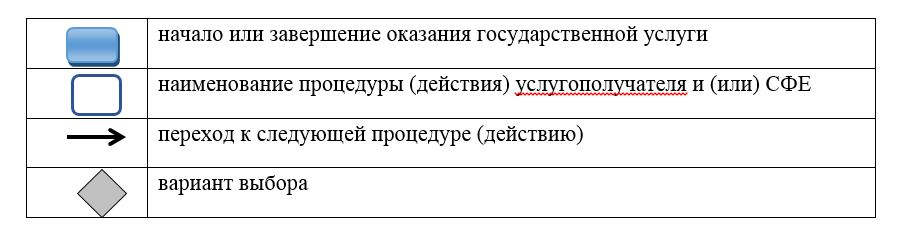 начало или завершение оказания государственной услуги
наименование процедуры (действия) услугополучателя и (или) СФЕ
переход к следующей процедуре (действию)
вариант выбора